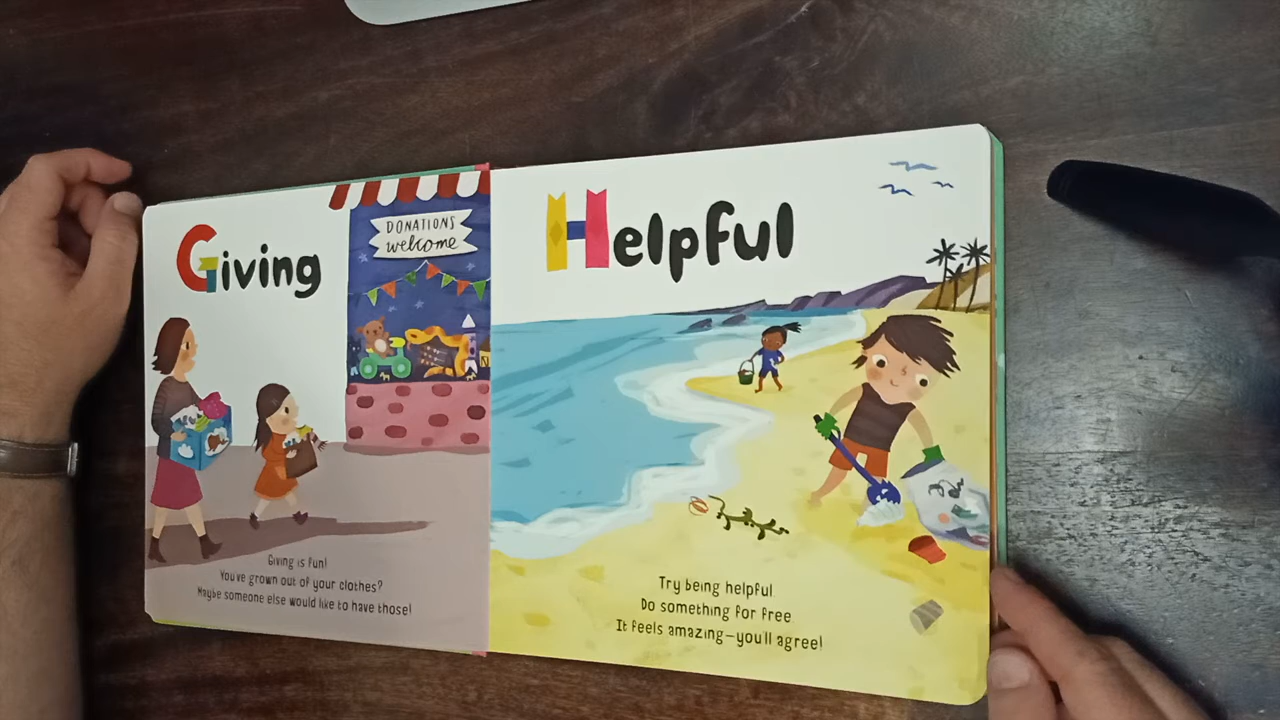 Giving
DONATIONS
welcome
Giving is fun!
You've grown out of your clothes?
Maybe someone else would like to have those!
Helpful
Try being helpful
Do something for free.
It feels amazing—you'll agree!